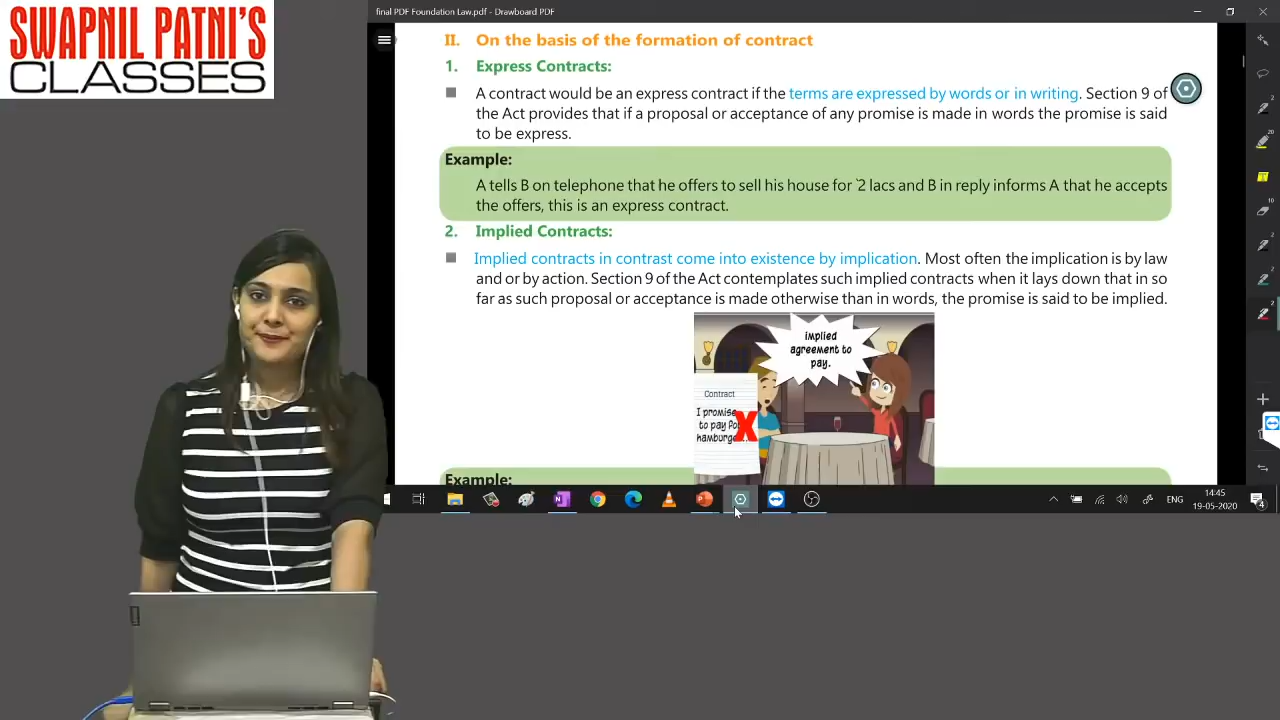 SWAPNIL PATNI'S
CLASSES
final PDF Foundation Law.pdf - Drawboard PDF
II. On the basis of the formation of contract
1. Express Contracts:
A contract would be an express contract if the terms are expressed by words or in writing. Section 9 of
the Act provides that if a proposal or acceptance of any promise is made in words the promise is said
to be express.
Example:
A tells B on telephone that he offers to sell his house for `2 lacs and B in reply informs A that he accepts
the offers, this is an express contract.
2. Implied Contracts:
Implied contracts in contrast come into existence by implication. Most often the implication is by law
and or by action. Section 9 of the Act contemplates such implied contracts when it lays down that in so
far as such proposal or acceptance is made otherwise than in words, the promise is said to be implied.
implied
agreement to
pay.
Contract
I promise
to pay
X
Example:
ENG
14:45
19-05-2020
4